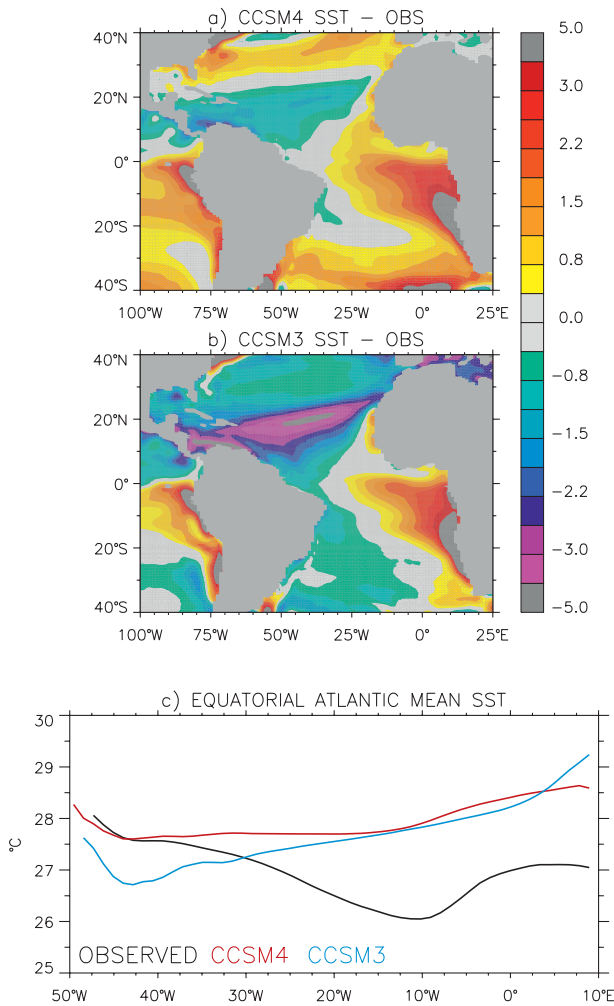 a) CCSM4 SST – OBS
40°N
20°N
0°
20°S
40°S
100°W 75°W 50°W 25°W 0° 25°E
5.0
3.0
2.2
1.5
0.8
0.0
–0.8
–1.5
–2.2
–3.0
–5.0
b) CCSM3 SST – OBS
40°N
20°N
0°
20°S
40°S
100°W 75°W 50°W 25°W 0° 25°E
c) EQUATORIAL ATLANTIC MEAN SST
30
29
28
27
26
25
°C
OBSERVED CCSM4 CCSM3
50°W 40°W 30°W 20°W 10°W 0° 10°E